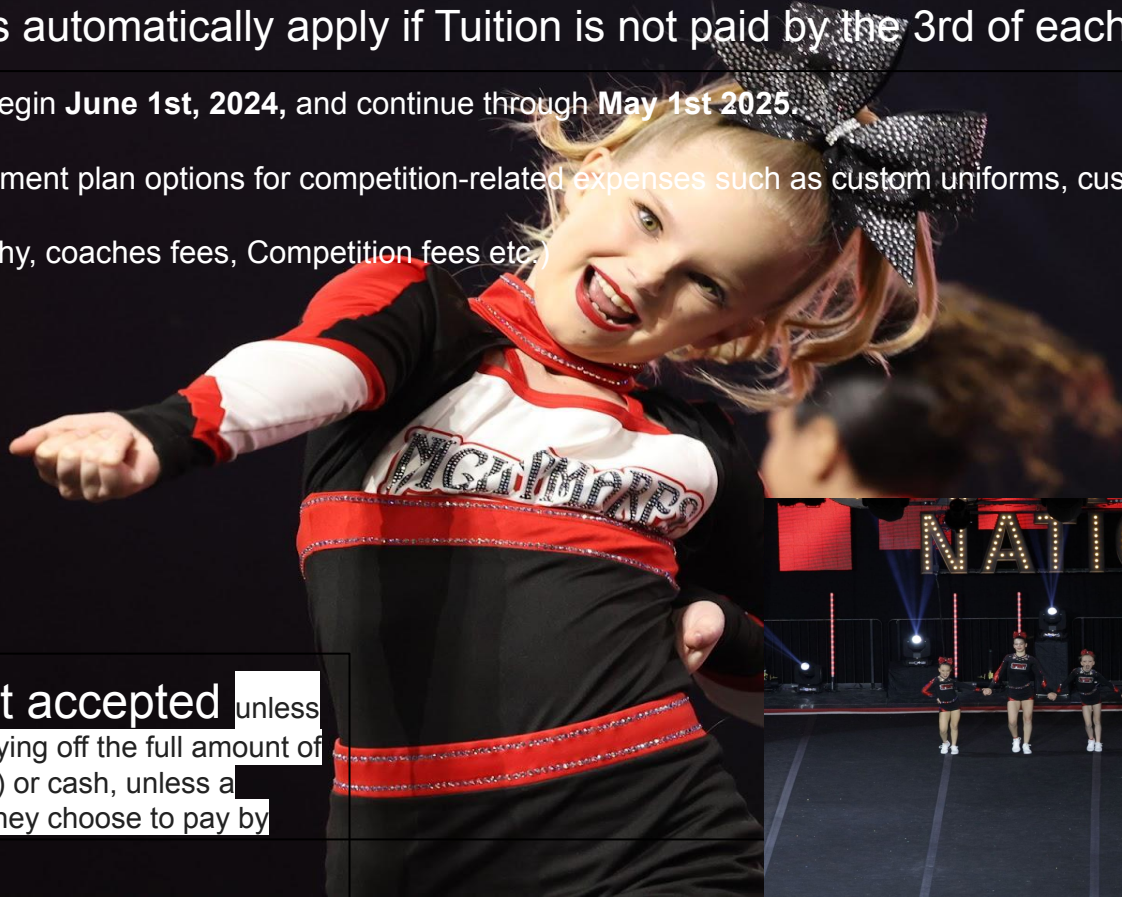 s automatically apply if Tuition is not paid by the 3rd of each
egin June 1st, 2024, and continue through May 1st 2025.
ment plan options for competition-related expenses such as custom uniforms, cus
hy, coaches fees, Competition fees etc.)
NIGHTMARES
NATI
t accepted unless
ying off the full amount of
) or cash, unless a
hey choose to pay by